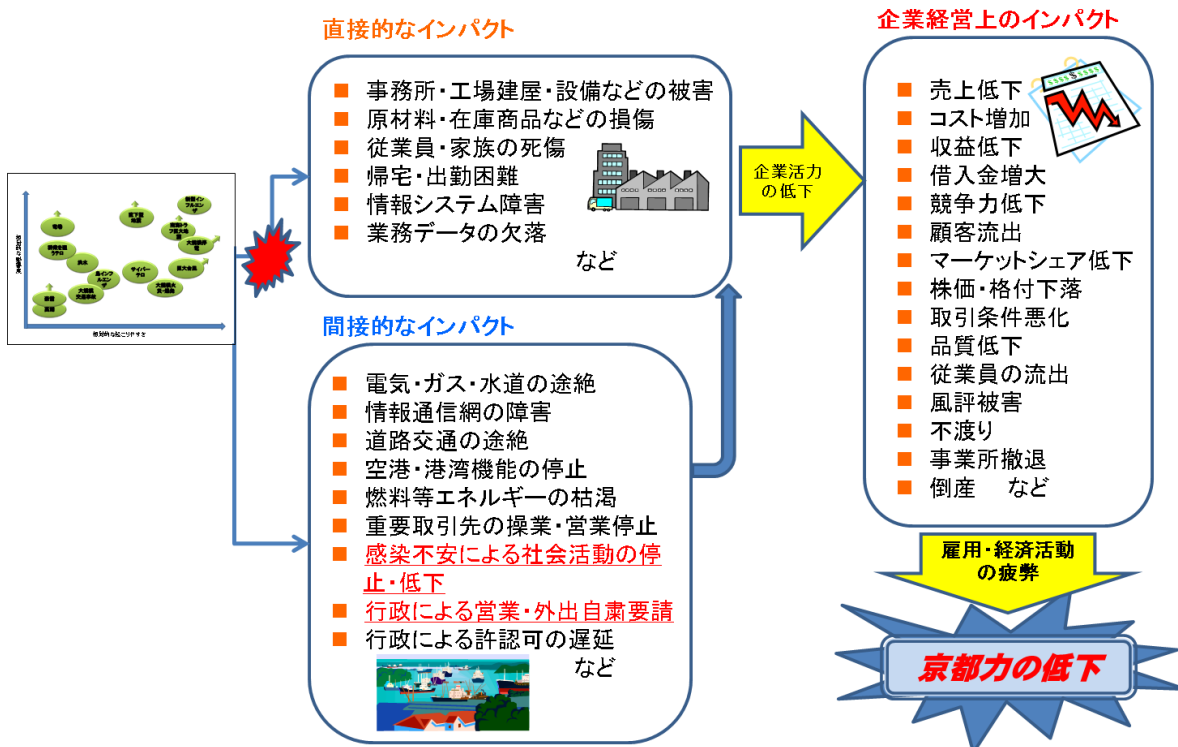 直接的なインパクト
■ 事務所・工場建屋・設備などの被害
■ 原材料・在庫商品などの損傷
■ 従業員・家族の死傷
■ 帰宅・出勤困難
■ 情報システム障害
■ 業務データの欠落
など
間接的なインパクト
■ 電気・ガス・水道の途絶
■ 情報通信網の障害
■ 道路交通の途絶
■ 空港・港湾機能の停止
■ 燃料等エネルギーの枯渇
■ 重要取引先の操業・営業停止
■ 感染不安による社会活動の停
止・低下
■ 行政による営業・外出自粛要請
■ 行政による許認可の遅延
など
企業活力
の低下
企業経営上のインパクト
■ 売上低下
■ コスト増加
■ 収益低下
■ 借入金増大
■ 競争力低下
■ 顧客流出
■ マーケットシェア低下
■ 株価・格付下落
■ 取引条件悪化
■ 品質低下
■ 従業員の流出
■ 風評被害
■ 不渡り
■ 事業所撤退
■ 倒産 など
雇用・経済活動
の疲弊
京都力の低下